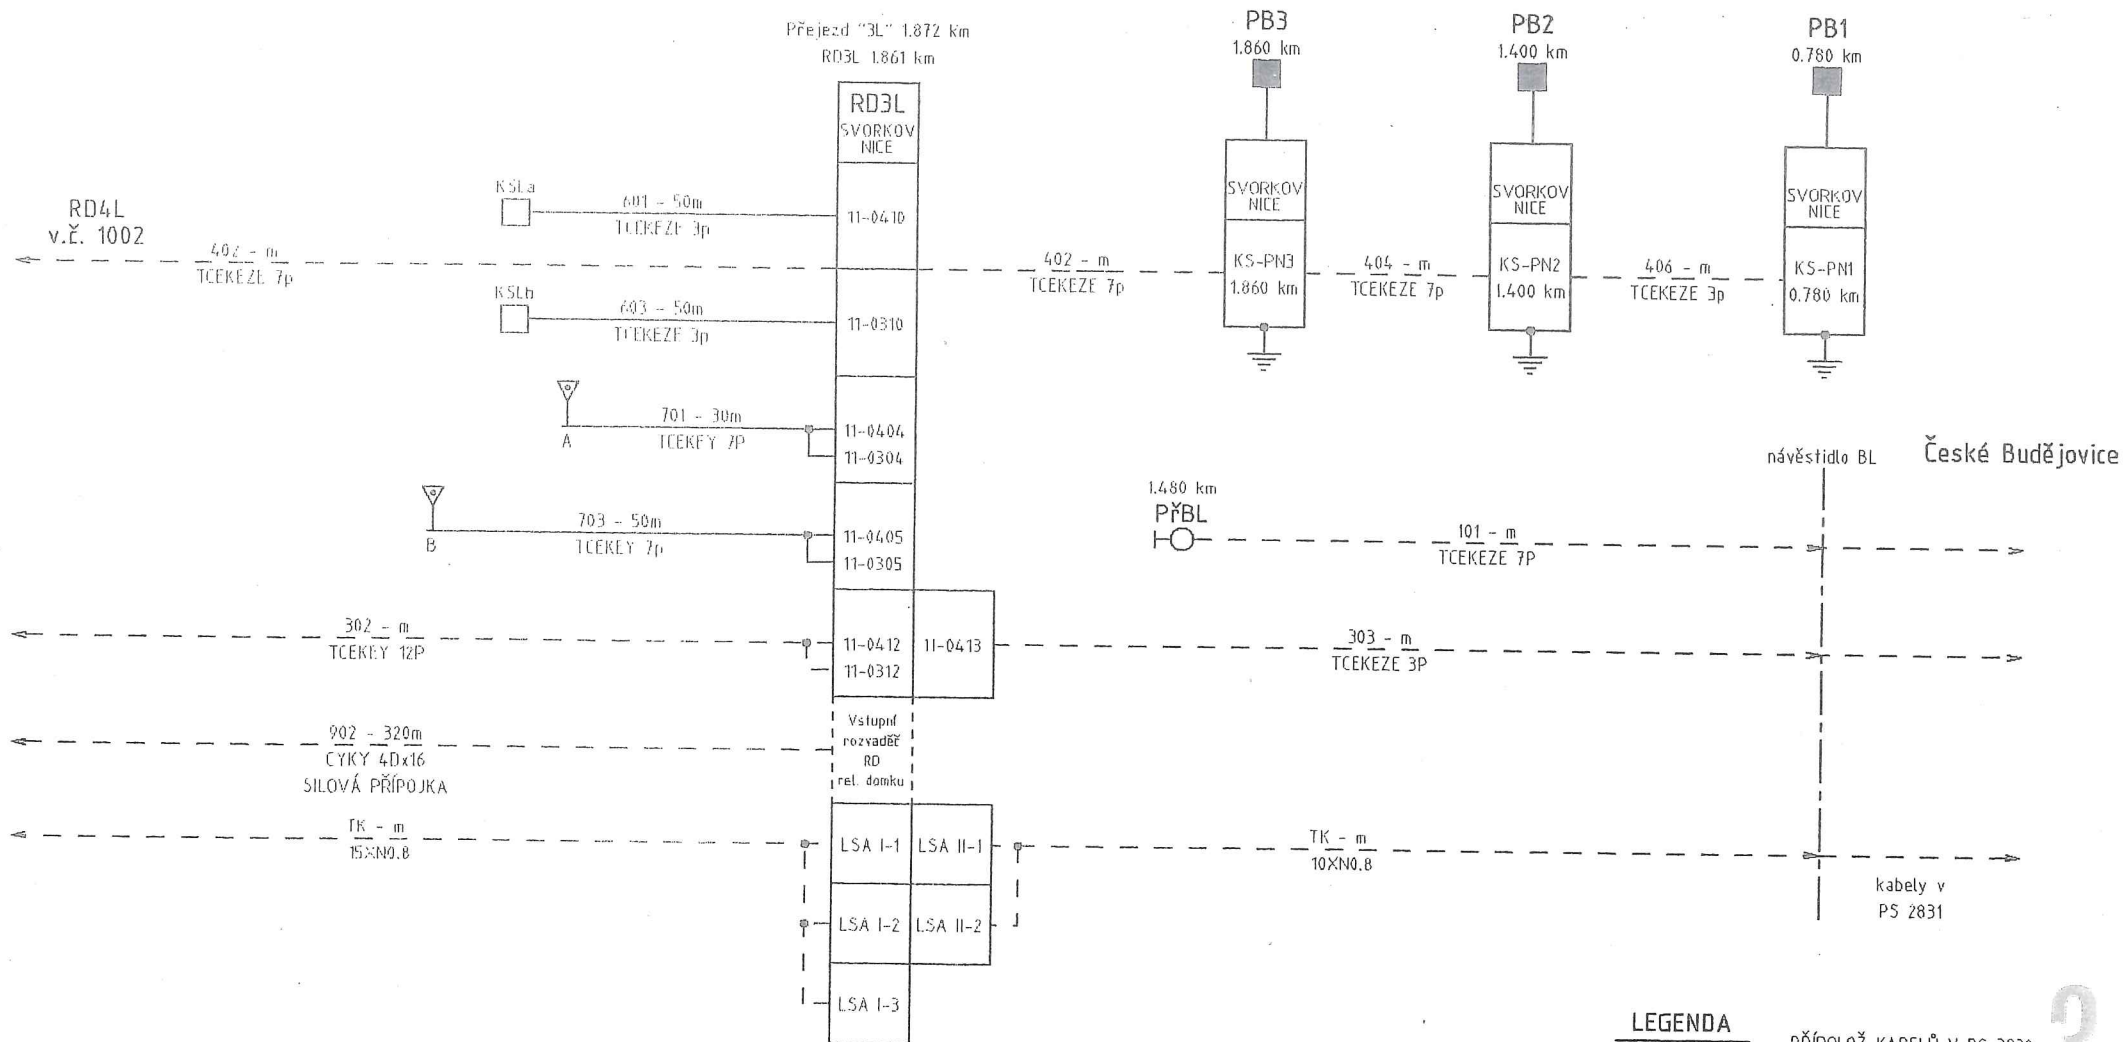 Přejezd "3L" 1.872 km
RD3L 1.861 km
PB3
1.860 km
PB2
1.400 km
PB1
0.780 km
RD3L
SVORKOV
NICE
SVORKOV
NICE
SVORKOV
NICE
SVORKOV
NICE
KSLa
601 - 50m
TCEKEZE 3p
11-0410
RD4L
v.č. 1002
402 - m
TCEKEZE 7p
402 - m
TCEKEZE 7p
KS-PN3
1.860 km
404 - m
TCEKEZE 7p
KS-PN2
1.400 km
406 - m
TCEKEZE 3p
KS-PN1
0.780 km
KSLb
603 - 50m
TCEKEZE 3p
11-0310
A
701 - 30m
TCEKEY 7P
11-0404
11-0304
návěstidlo BL
České Budějovice
B
703 - 50m
TCEKEY 7p
11-0405
11-0305
1.480 km
PřBL
101 - m
TCEKEZE 7P
302 - m
TCEKEY 12P
11-0412
11-0312
11-0413
303 - m
TCEKEZE 3P
902 - 320m
CYKY 4Dx16
SILOVÁ PŘÍPOJKA
Vstupní
rozvaděč
RD
rel. domku
TK - m
15XN0.8
LSA I-1
LSA II-1
TK - m
10XN0.8
LSA I-2
LSA II-2
kabely v
PS 2831
LSA I-3
LEGENDA